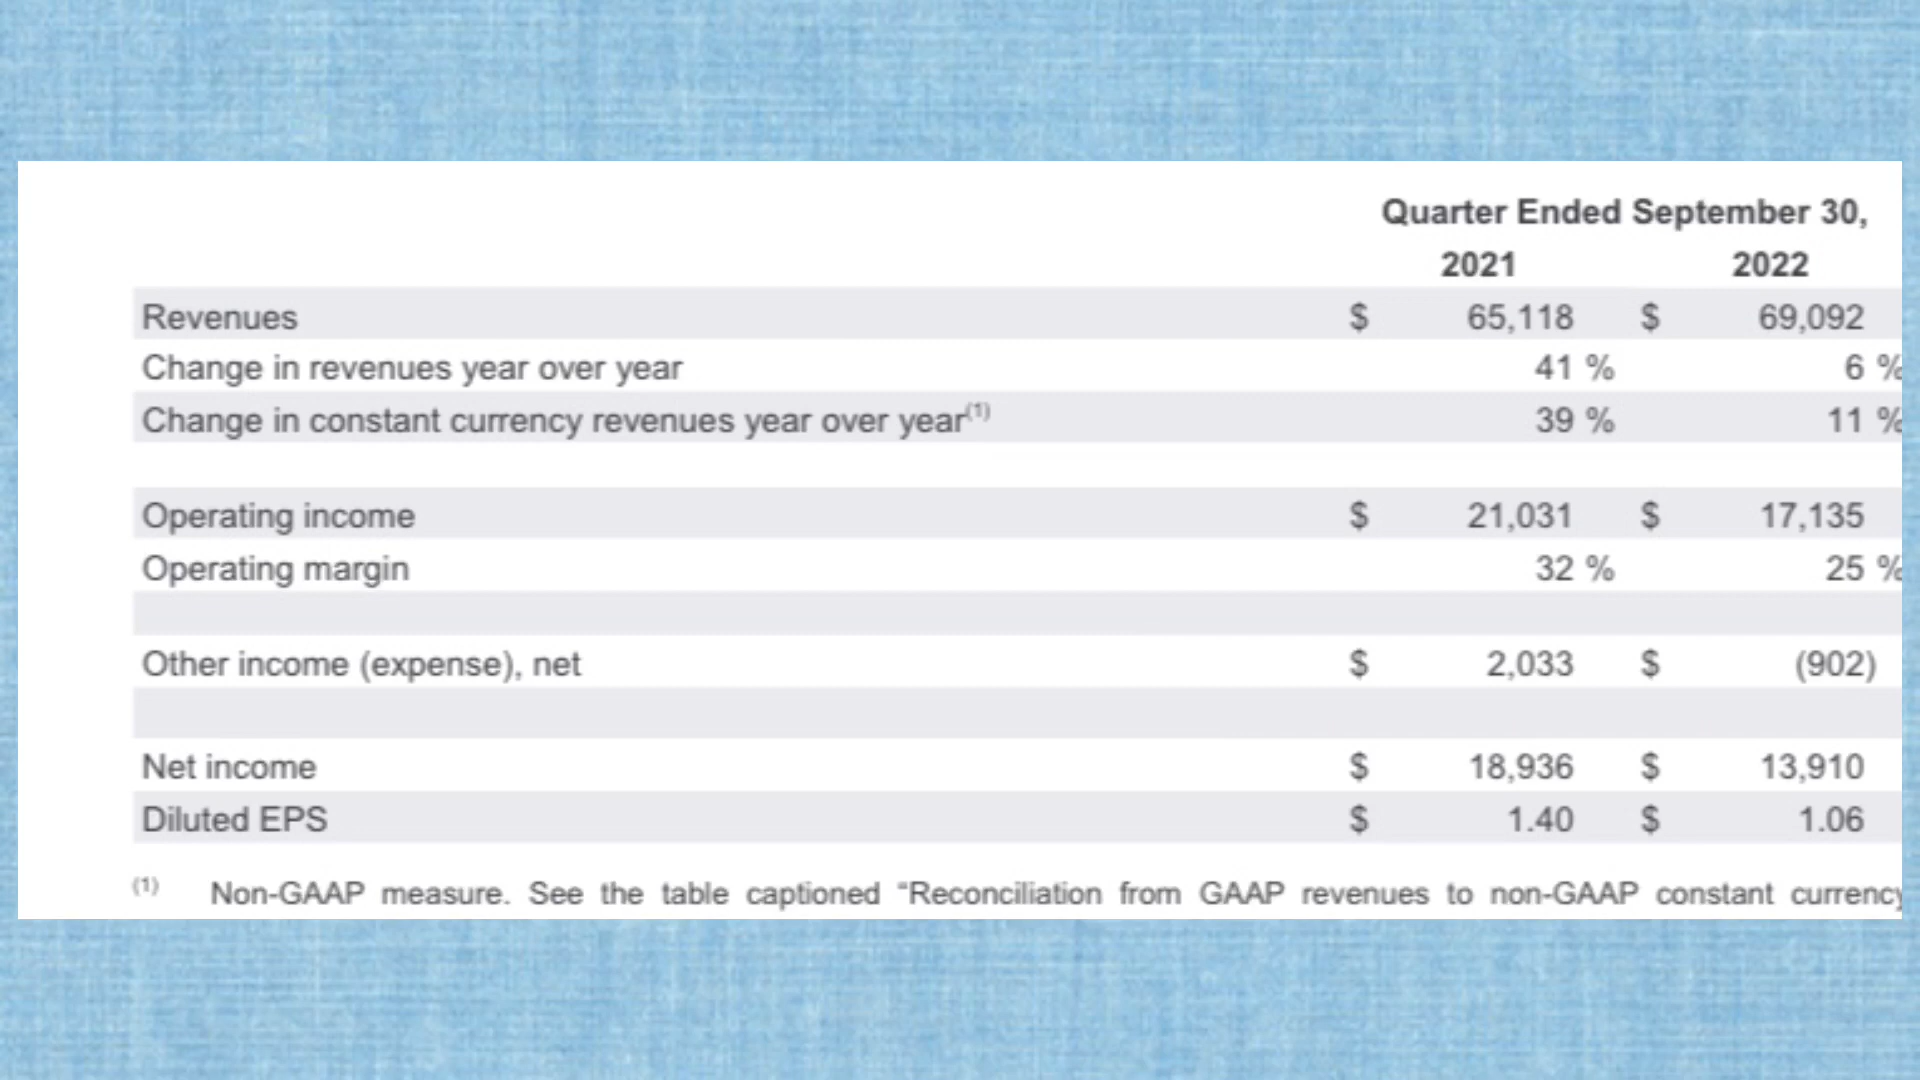 Quarter Ended September 30,
2021 2022
Revenues $ 65,118 $ 69,092
Change in revenues year over year 41 % 6 %
Change in constant currency revenues year over year(1) 39 % 11 %
Operating income $ 21,031 $ 17,135
Operating margin 32 % 25 %
Other income (expense), net $ 2,033 $ (902)
Net income $ 18,936 $ 13,910
Diluted EPS $ 1.40 $ 1.06
(1) Non-GAAP measure. See the table captioned “Reconciliation from GAAP revenues to non-GAAP constant currency